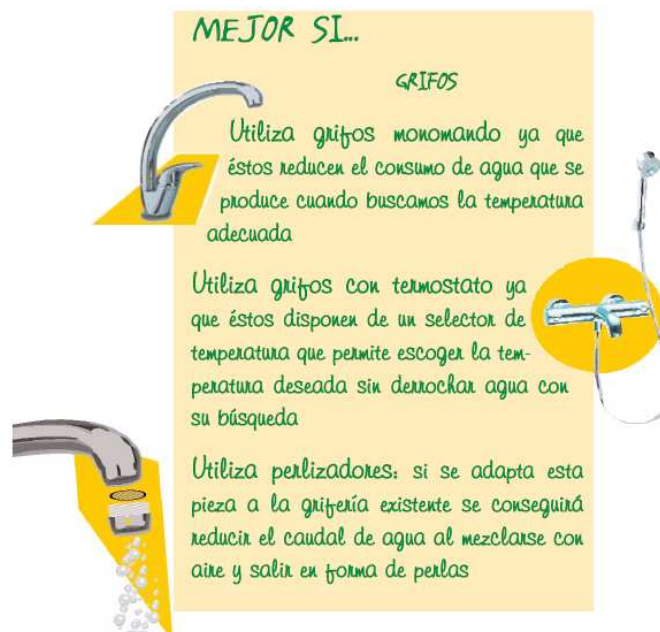 MEJOR SI...
GRIFOS
Utiliza grifos monomando ya que
éstos reducen el consumo de agua que se
produce cuando buscamos la temperatura
adecuada
Utiliza grifos con termostato ya
que éstos disponen de un selector de
temperatura que permite escoger la tem-
peratura deseada sin derrochar agua con
su búsqueda
Utiliza perlizadores: si se adapta esta
pieza a la grifería existente se conseguirá
reducir el caudal de agua al mezclarse con
aire y salir en forma de perlas